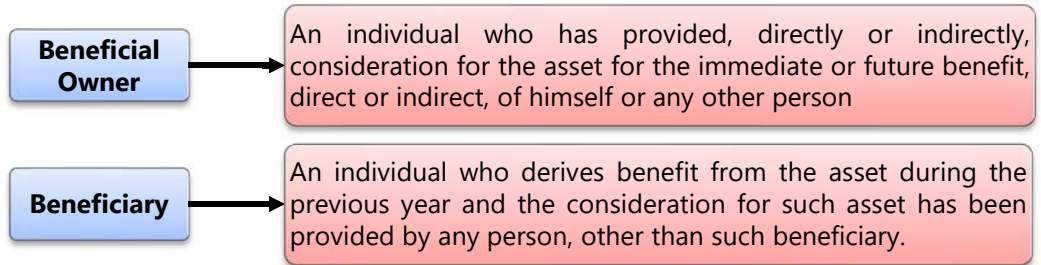 Beneficial
Owner
An individual who has provided, directly or indirectly,
consideration for the asset for the immediate or future benefit,
direct or indirect, of himself or any other person
Beneficiary
An individual who derives benefit from the asset during the
previous year and the consideration for such asset has been
provided by any person, other than such beneficiary.